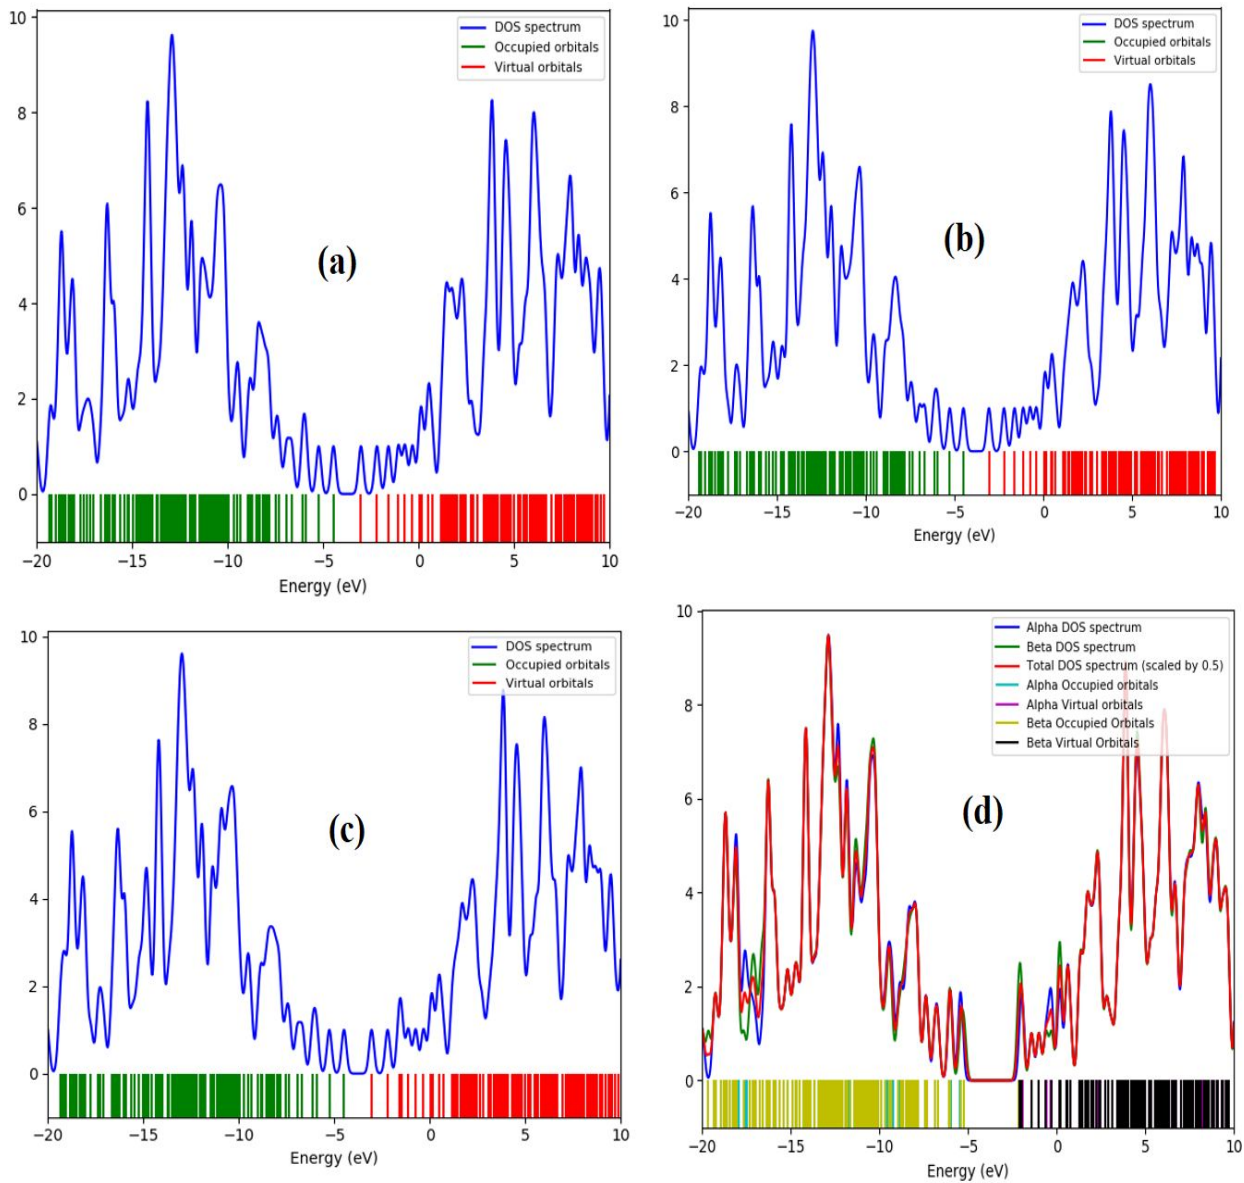 10
8
6
4
2
0
DOS spectrum
Occupied orbitals
Virtual orbitals
(a)
−20 −15 −10 −5 0 5 10
Energy (eV)
10
8
6
4
2
0
DOS spectrum
Occupied orbitals
Virtual orbitals
(b)
−20 −15 −10 −5 0 5 10
Energy (eV)
10
8
6
4
2
0
DOS spectrum
Occupied orbitals
Virtual orbitals
(c)
−20 −15 −10 −5 0 5 10
Energy (eV)
10
8
6
4
2
0
Alpha DOS spectrum
Beta DOS spectrum
Total DOS spectrum (scaled by 0.5)
Alpha Occupied orbitals
Alpha Virtual orbitals
Beta Occupied Orbitals
Beta Virtual Orbitals
(d)
−20 −15 −10 −5 0 5 10
Energy (eV)